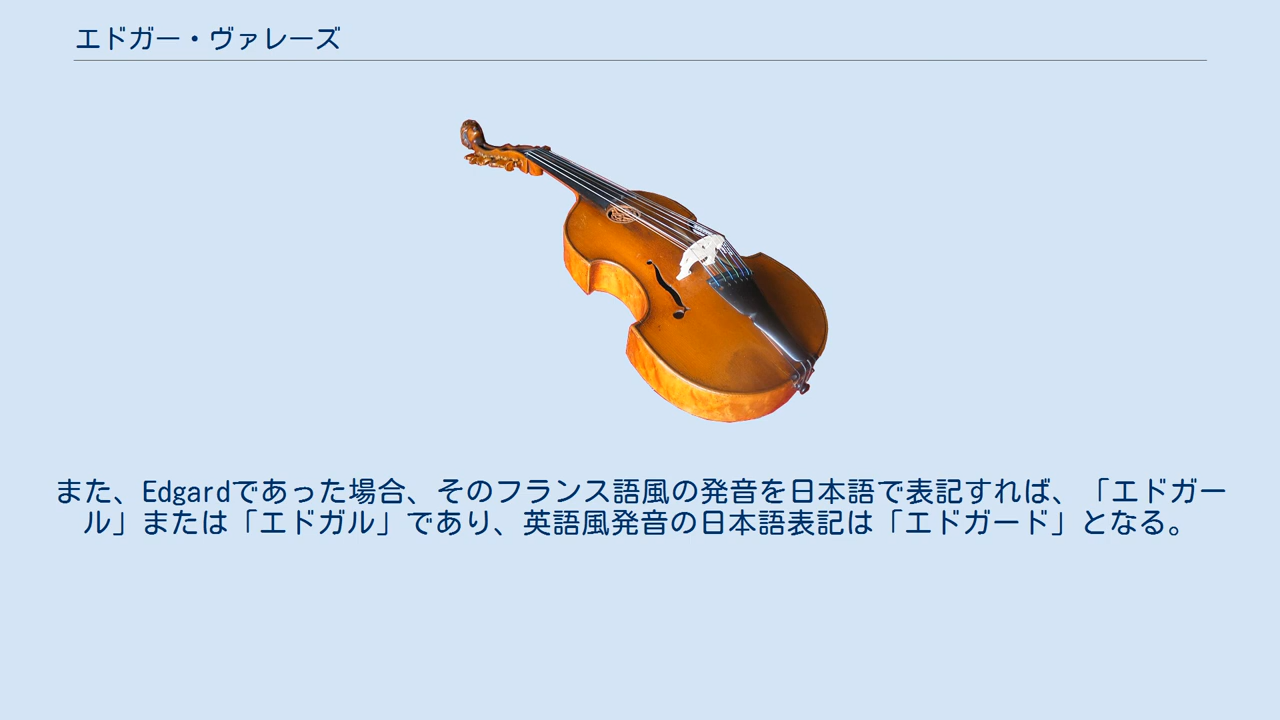 エドガー・ヴァレーズ
また、Edgardであった場合、そのフランス語風の発音を日本語で表記すれば、「エドガー
ル」または「エドガル」であり、英語風発音の日本語表記は「エドガード」となる。